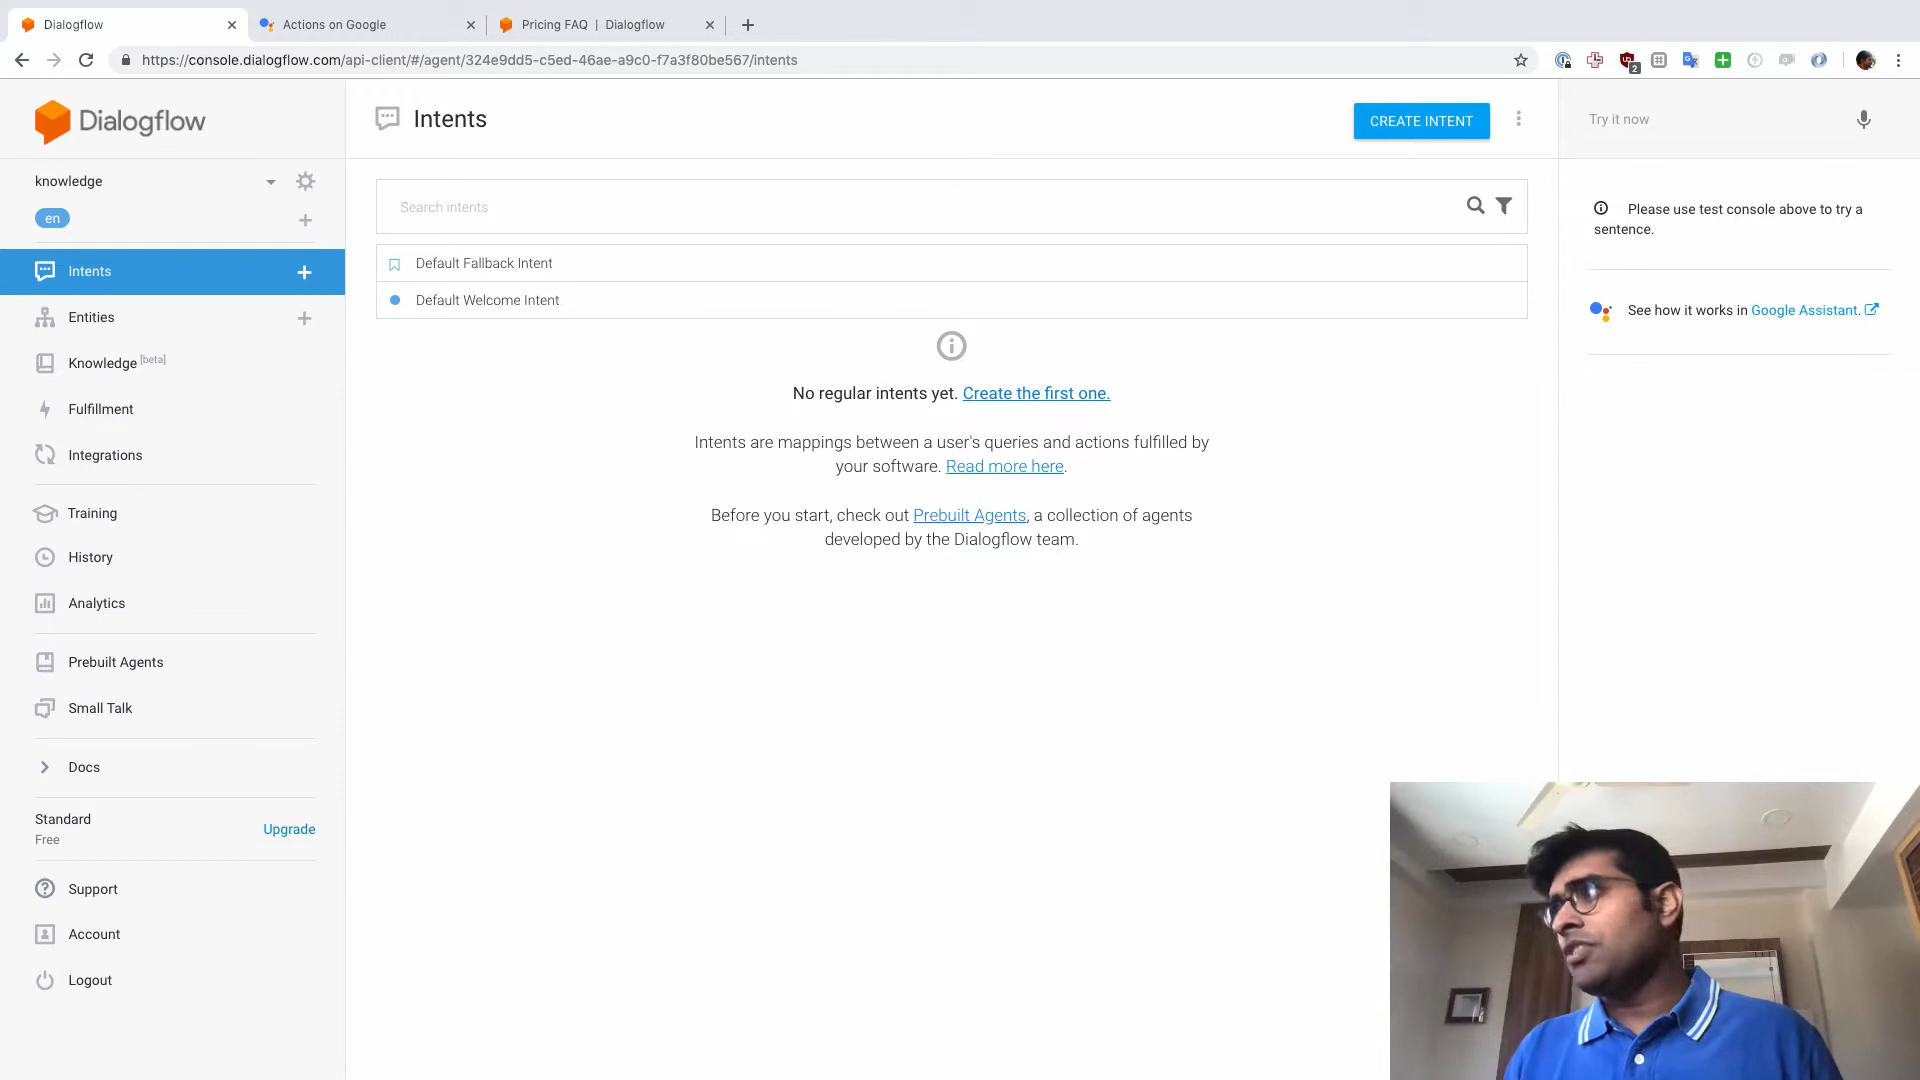 Dialogflow
Actions on Google
Pricing FAQ | Dialogflow
https://console.dialogflow.com/api-client/#/agent/324e9dd5-c5ed-46ae-a9c0-f7a3f80be567/intents
2
Dialogflow
knowledge
en
Intents
Entities
Knowledge [beta]
Fulfillment
Integrations
Training
History
Analytics
Prebuilt Agents
Small Talk
Docs
Standard
Free
Upgrade
Support
Account
Logout
Intents
CREATE INTENT
Search intents
Default Fallback Intent
Default Welcome Intent
No regular intents yet. Create the first one.
Intents are mappings between a user's queries and actions fulfilled by
your software. Read more here.
Before you start, check out Prebuilt Agents, a collection of agents
developed by the Dialogflow team.
Try it now
Please use test console above to try a
sentence.
See how it works in Google Assistant.